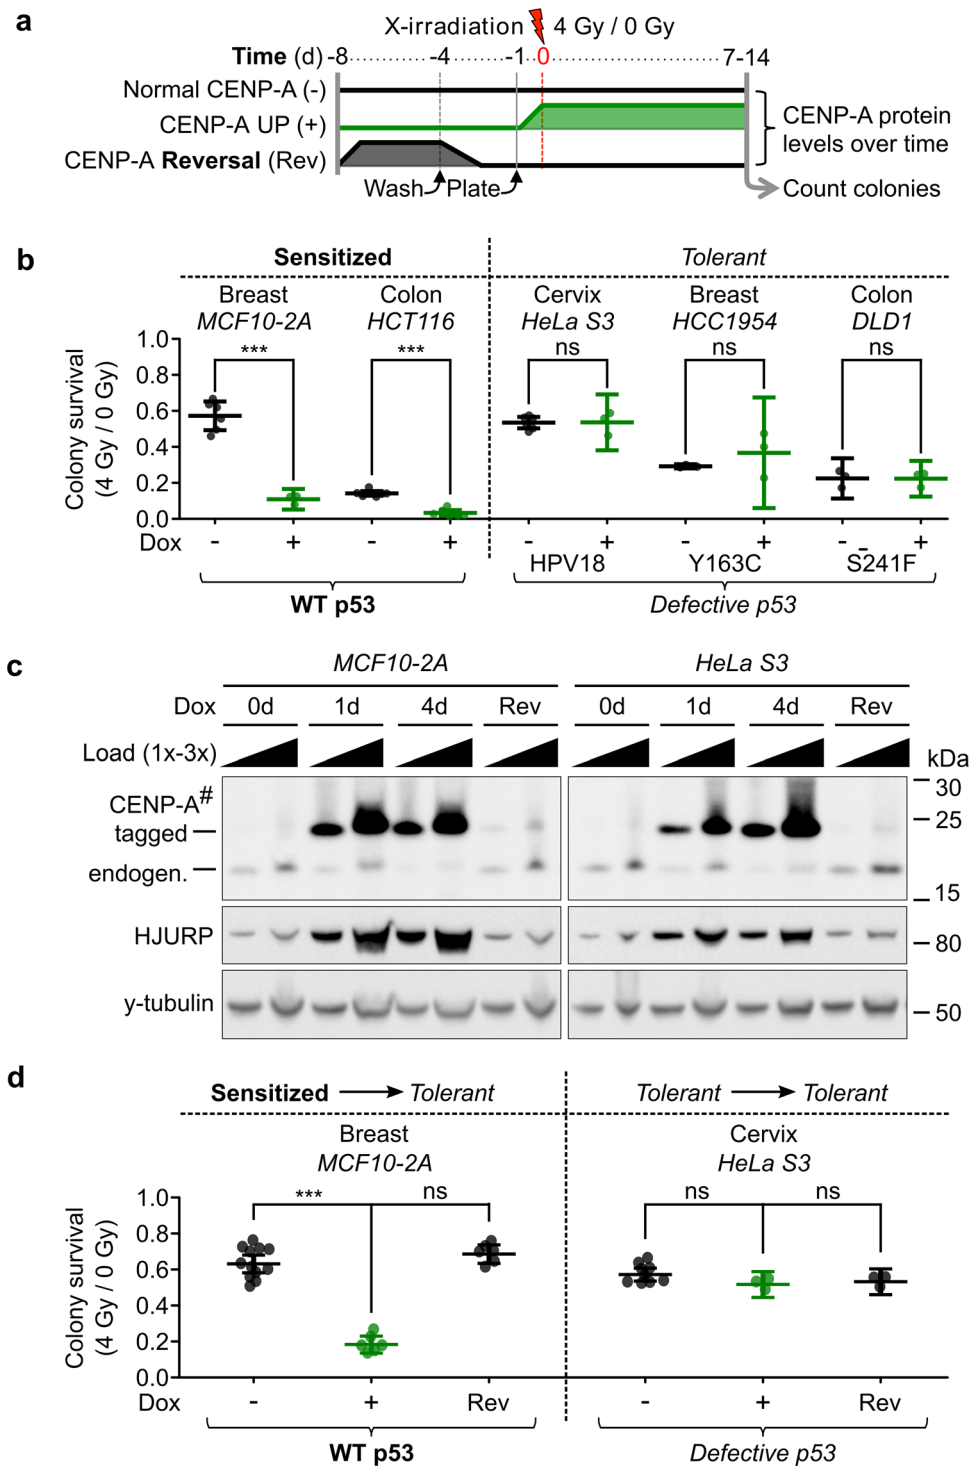 a
X-irradiation 4 Gy / 0 Gy
Time (d) -8 -4 -1 0 7-14
Normal CENP-A (-)
CENP-A UP (+)
CENP-A Reversal (Rev)
CENP-A protein
levels over time
Wash Plate
Count colonies
b
Sensitized Tolerant
Breast Colon Cervix Breast Colon
MCF10-2A HCT116 HeLa S3 HCC1954 DLD1
*** *** ns ns ns
Colony survival
(4 Gy / 0 Gy)
1.0
0.8
0.6
0.4
0.2
0.0
Dox - + - + - + - + - +
HPV18 Y163C S241F
WT p53 Defective p53
c
MCF10-2A HeLa S3
Dox 0d 1d 4d Rev 0d 1d 4d Rev
Load (1x-3x) kDa
CENP-A#
tagged
endogen.
30
25
15
HJURP 80
y-tubulin 50
d
Sensitized Tolerant Tolerant Tolerant
Breast Cervix
MCF10-2A HeLa S3
*** ns ns ns
Colony survival
(4 Gy / 0 Gy)
1.0
0.8
0.6
0.4
0.2
0.0
Dox - + Rev - + Rev
WT p53 Defective p53